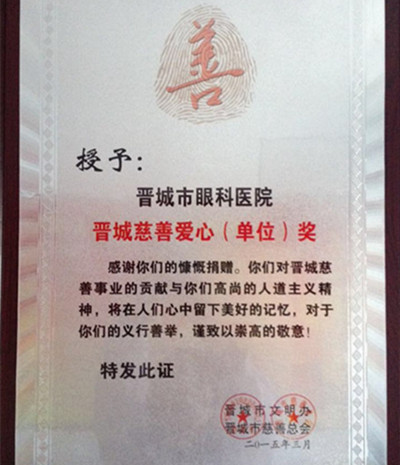 善
授予：
晋城市眼科医院
晋城慈善爱心（单位）奖
感谢你们的慷慨捐赠。你们对晋城慈
善事业的贡献与你们高尚的人道主义精
神，将在人们心中留下美好的记忆，对于
你们的义行善举，谨致以崇高的敬意！
特发此证
晋城市文明办
晋城市慈善总会
二〇一五年三月